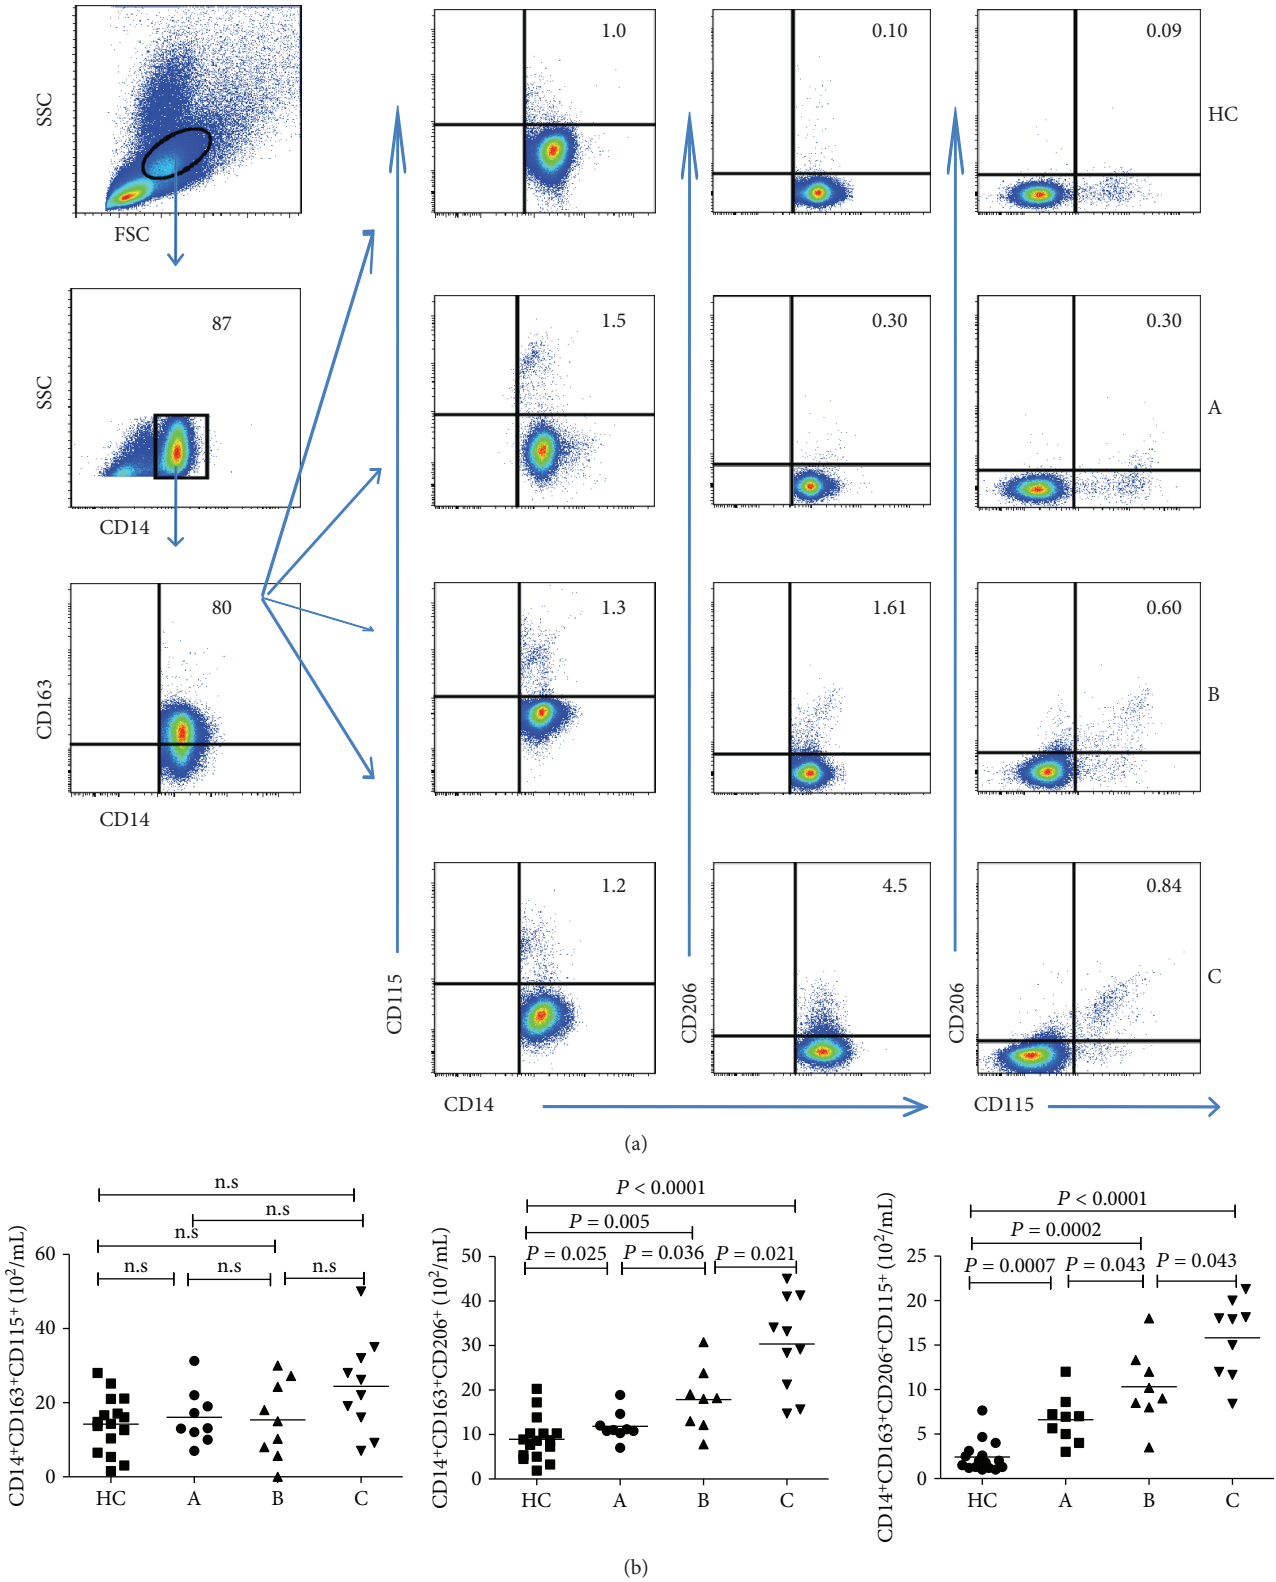 SSC
FSC
1.0
0.10
0.09
HC
SSC
87
CD14
1.5
0.30
0.30
A
CD163
80
CD14
1.3
1.61
0.60
B
1.2
4.5
0.84
C
CD115
CD206
CD206
CD14
CD115
(a)
CD14⁺CD163⁺CD115⁺ (10²/mL)
n.s
n.s
n.s
n.s
n.s
n.s
60
40
20
0
HC
A
B
C
CD14⁺CD163⁺CD206⁺ (10²/mL)
P < 0.0001
P = 0.005
P = 0.025
P = 0.036
P = 0.021
50
40
30
20
10
0
HC
A
B
C
CD14⁺CD163⁺CD206⁺CD115⁺ (10²/mL)
P < 0.0001
P = 0.0002
P = 0.0007
P = 0.043
P = 0.043
25
20
15
10
5
0
HC
A
B
C
(b)